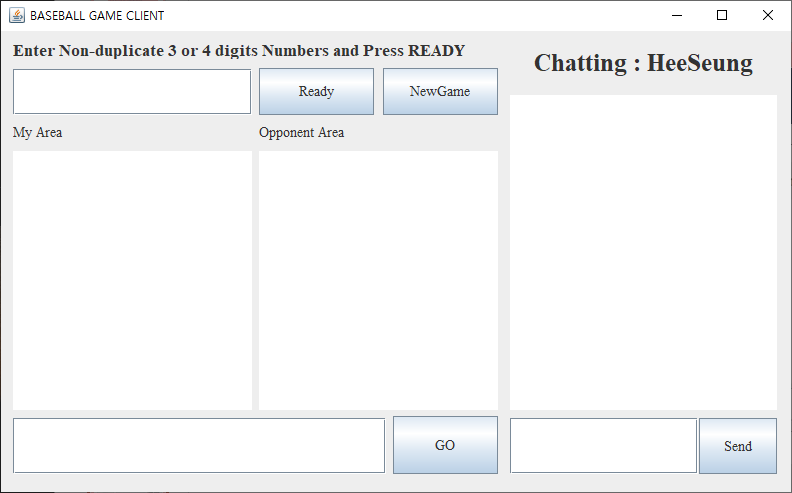 BASEBALL GAME CLIENT
Enter Non-duplicate 3 or 4 digits Numbers and Press READY
Chatting : HeeSeung
Ready
NewGame
My Area
Opponent Area
GO
Send